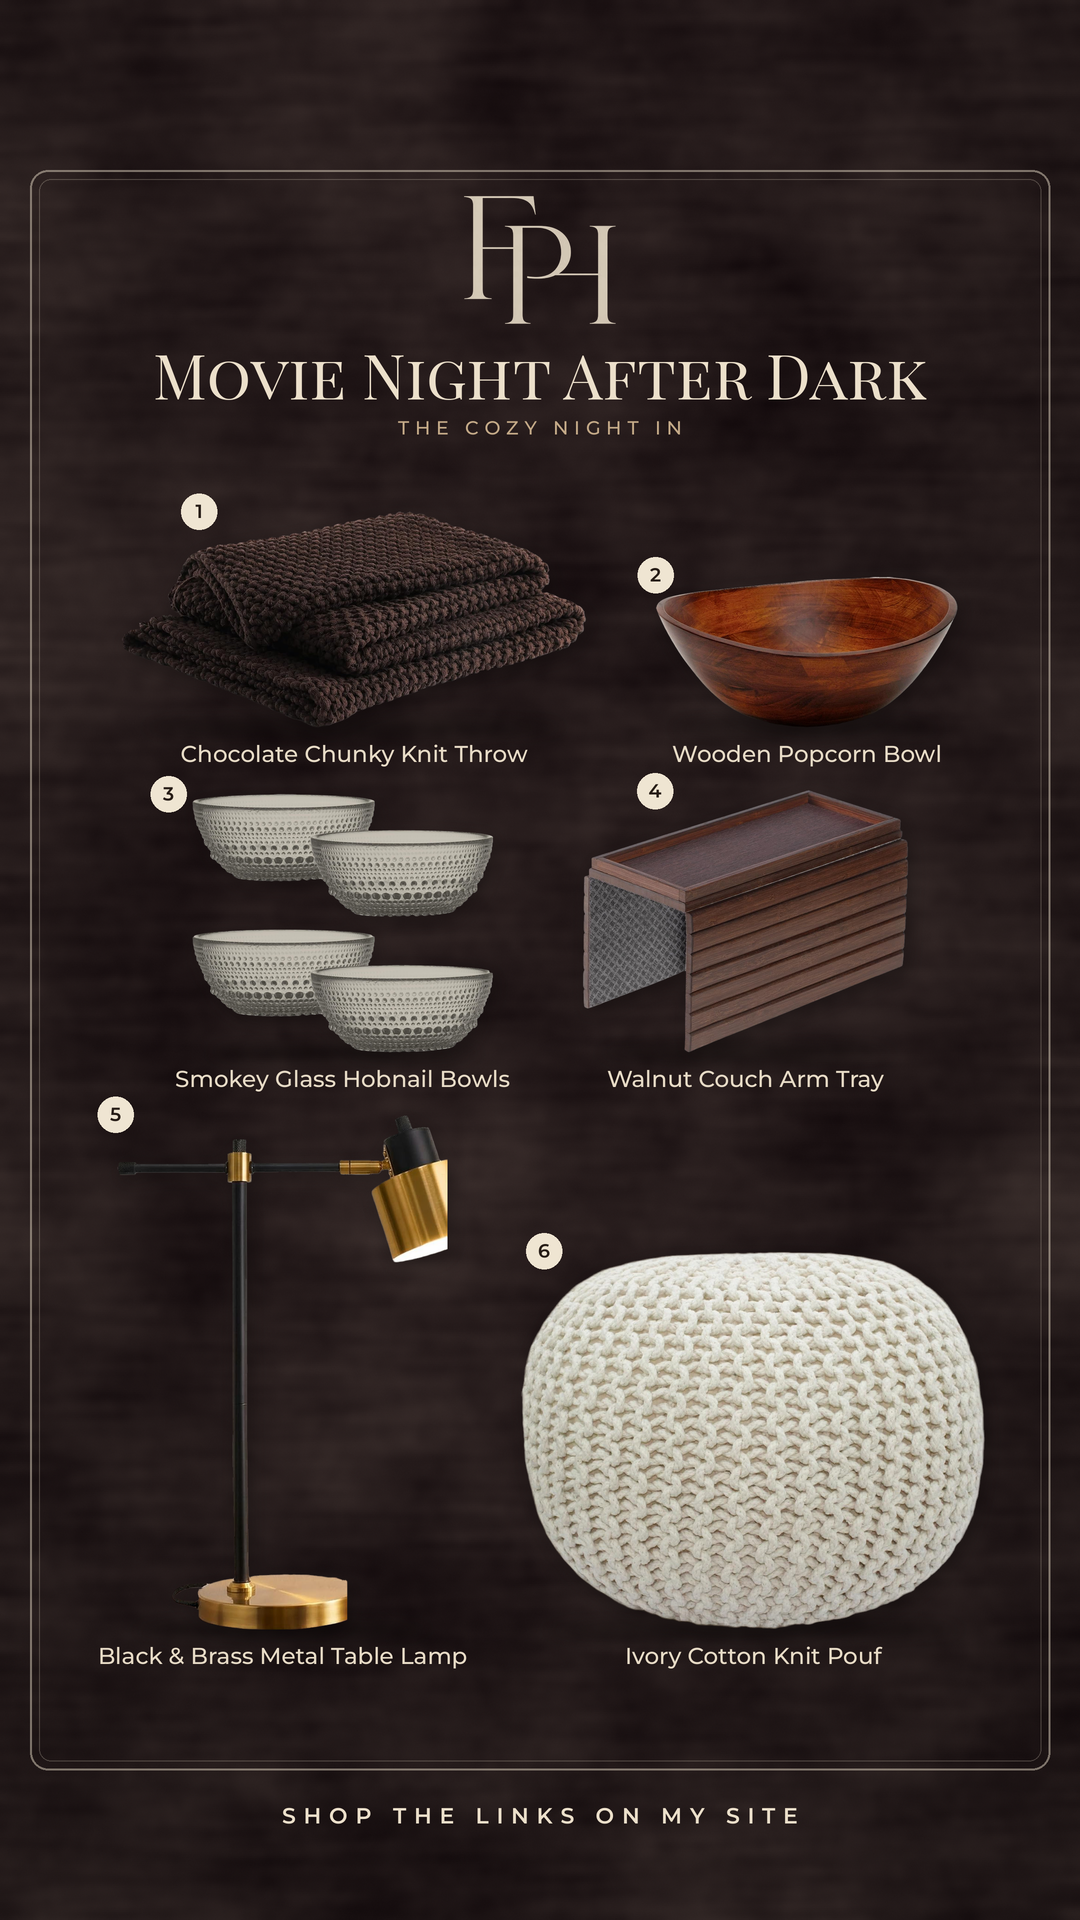 FPH
Movie Night After Dark
THE COZY NIGHT IN
1
2
Chocolate Chunky Knit Throw
Wooden Popcorn Bowl
3
4
Smokey Glass Hobnail Bowls
Walnut Couch Arm Tray
5
6
Black & Brass Metal Table Lamp
Ivory Cotton Knit Pouf
SHOP THE LINKS ON MY SITE